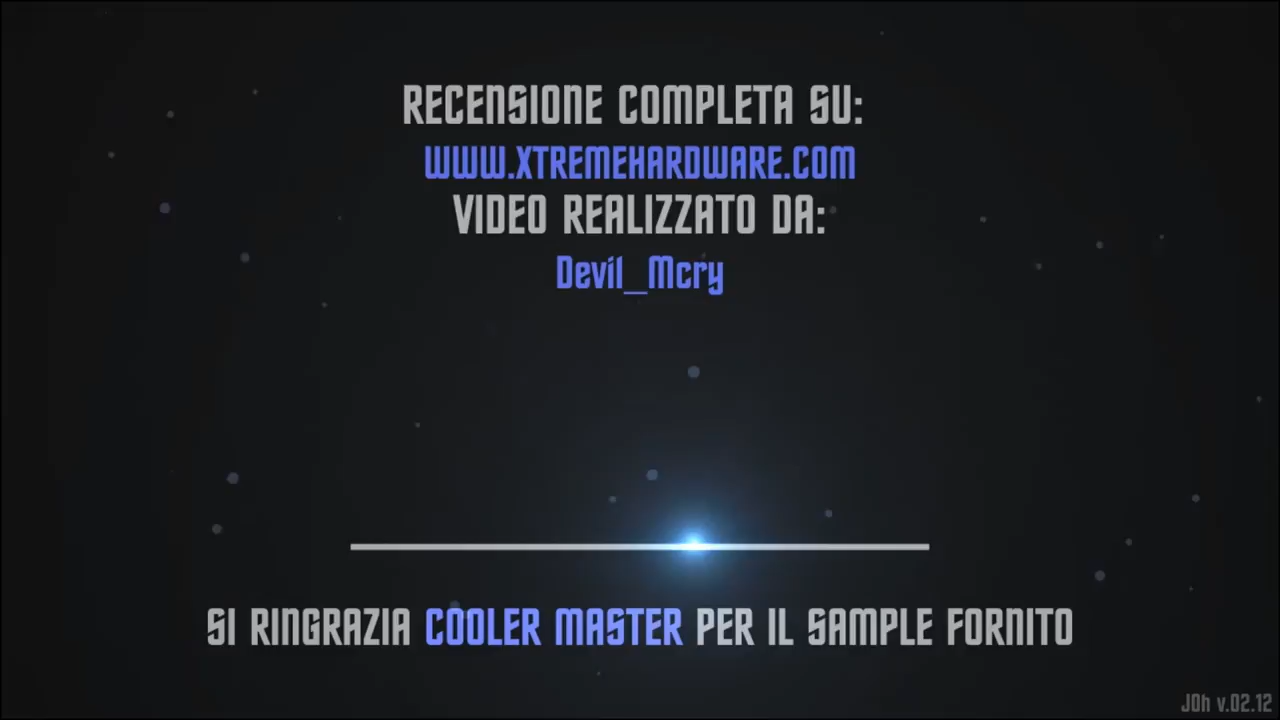 RECENSIONE COMPLETA SU:
WWW.XTREMEHARDWARE.COM
VIDEO REALIZZATO DA:
Devil_Mcry
SI RINGRAZIA COOLER MASTER PER IL SAMPLE FORNITO
J0h v.02.12